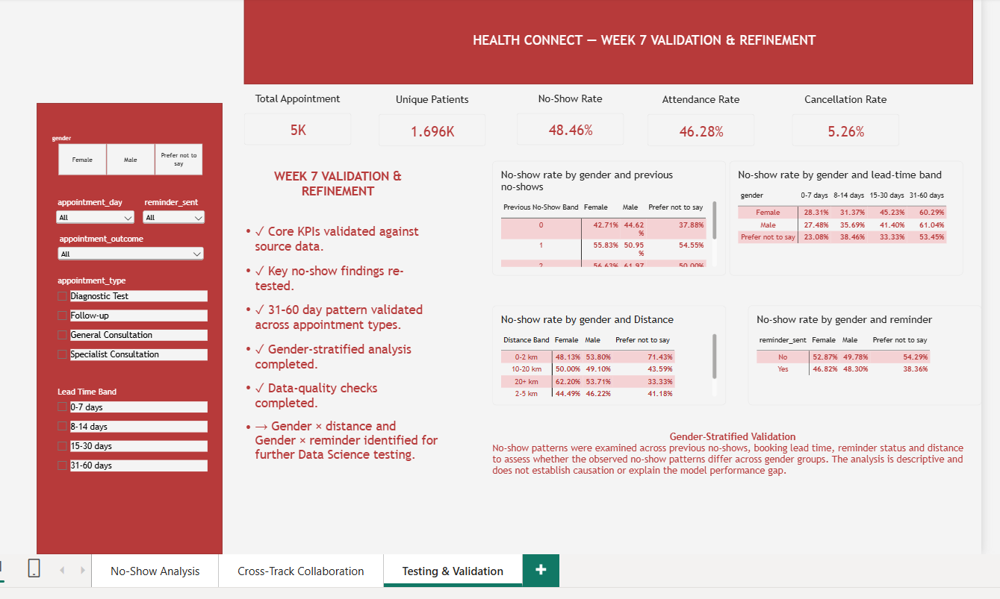 HEALTH CONNECT — WEEK 7 VALIDATION & REFINEMENT
Total Appointment
5K
Unique Patients
1.696K
No-Show Rate
48.46%
Attendance Rate
46.28%
Cancellation Rate
5.26%
gender
Female
Male
Prefer not to
say
appointment_day reminder_sent
All All
appointment_outcome
All
appointment_type
Diagnostic Test
Follow-up
General Consultation
Specialist Consultation
Lead Time Band
0-7 days
8-14 days
15-30 days
31-60 days
WEEK 7 VALIDATION &
REFINEMENT
• ✓ Core KPIs validated against
source data.
• ✓ Key no-show findings re-
tested.
• ✓ 31–60 day pattern validated
across appointment types.
• ✓ Gender-stratified analysis
completed.
• ✓ Data-quality checks
completed.
• → Gender × distance and
Gender × reminder identified for
further Data Science testing.
No-show rate by gender and previous
no-shows
Previous No-Show Band Female Male Prefer not to say
0 42.71% 44.62
% 37.88%
1 55.83% 50.95
% 54.55%
2 56.63% 61.97 50.00%
No-show rate by gender and lead-time band
gender 0-7 days 8-14 days 15-30 days 31-60 days
Female 28.31% 31.37% 45.23% 60.29%
Male 27.48% 35.69% 41.40% 61.04%
Prefer not to say 23.08% 38.46% 33.33% 53.45%
No-show rate by gender and Distance
Distance Band Female Male Prefer not to say
0-2 km 48.13% 53.80% 71.43%
10-20 km 50.00% 49.10% 43.59%
20+ km 62.20% 53.71% 33.33%
2-5 km 44.49% 46.22% 41.18%
No-show rate by gender and reminder
reminder_sent Female Male Prefer not to say
No 52.87% 49.78% 54.29%
Yes 46.82% 48.30% 38.36%
Gender-Stratified Validation
No-show patterns were examined across previous no-shows, booking lead time, reminder status and distance
to assess whether the observed no-show patterns differ across gender groups. The analysis is descriptive and
does not establish causation or explain the model performance gap.
No-Show Analysis
Cross-Track Collaboration
Testing & Validation
+